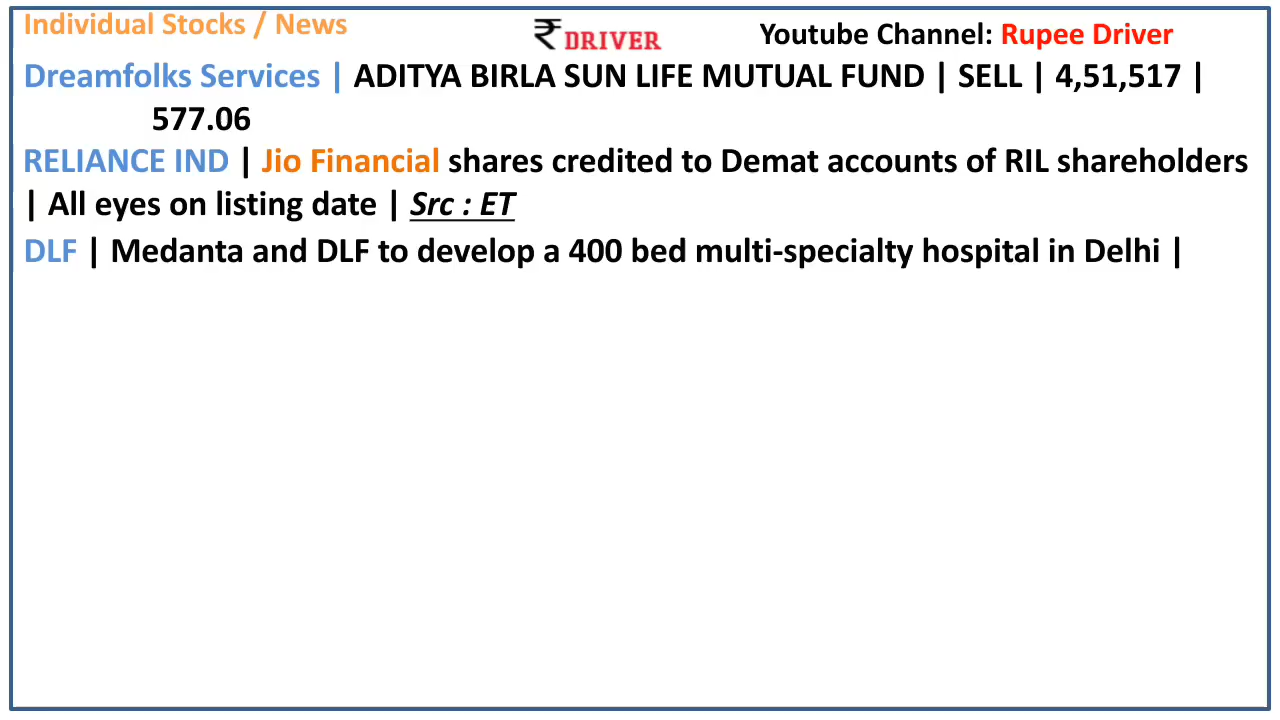 Individual Stocks / News
₹ DRIVER
Youtube Channel: Rupee Driver
Dreamfolks Services | ADITYA BIRLA SUN LIFE MUTUAL FUND | SELL | 4,51,517 |
577.06
RELIANCE IND | Jio Financial shares credited to Demat accounts of RIL shareholders
| All eyes on listing date | Src : ET
DLF | Medanta and DLF to develop a 400 bed multi-specialty hospital in Delhi |